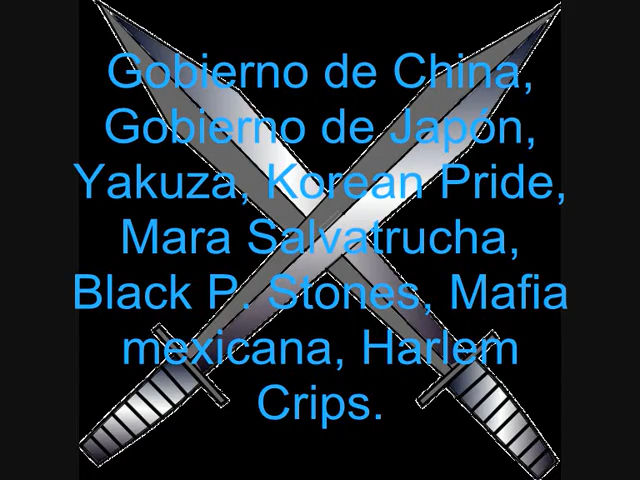 Gobierno de China,
Gobierno de Japón,
Yakuza, Korean Pride,
Mara Salvatrucha,
Black P. Stones, Mafia
mexicana, Harlem
Crips.